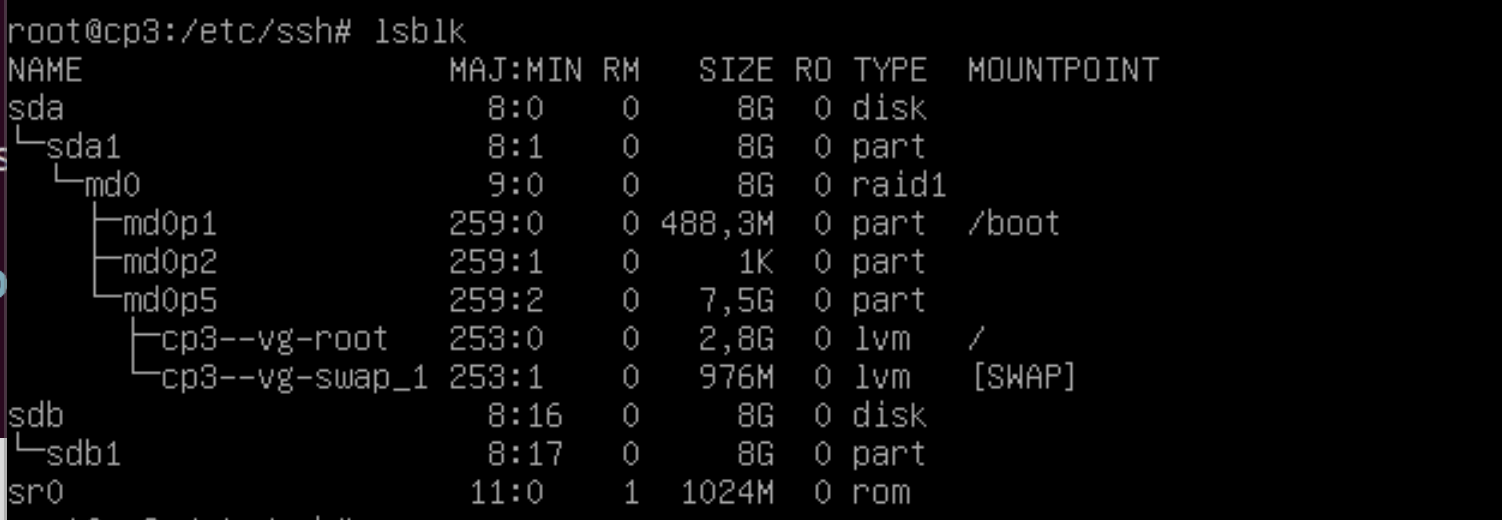 root@cp3:/etc/ssh# lsblk
NAME                  MAJ:MIN RM   SIZE RO TYPE  MOUNTPOINT
sda                     8:0    0     8G  0 disk
└─sda1                  8:1    0     8G  0 part
  └─md0                 9:0    0     8G  0 raid1
    ├─md0p1           259:0    0 488,3M  0 part  /boot
    ├─md0p2           259:1    0     1K  0 part
    └─md0p5           259:2    0   7,5G  0 part
      ├─cp3--vg-root  253:0    0   2,8G  0 lvm   /
      └─cp3--vg-swap_1 253:1    0   976M  0 lvm   [SWAP]
sdb                     8:16   0     8G  0 disk
└─sdb1                  8:17   0     8G  0 part
sr0                    11:0    1  1024M  0 rom